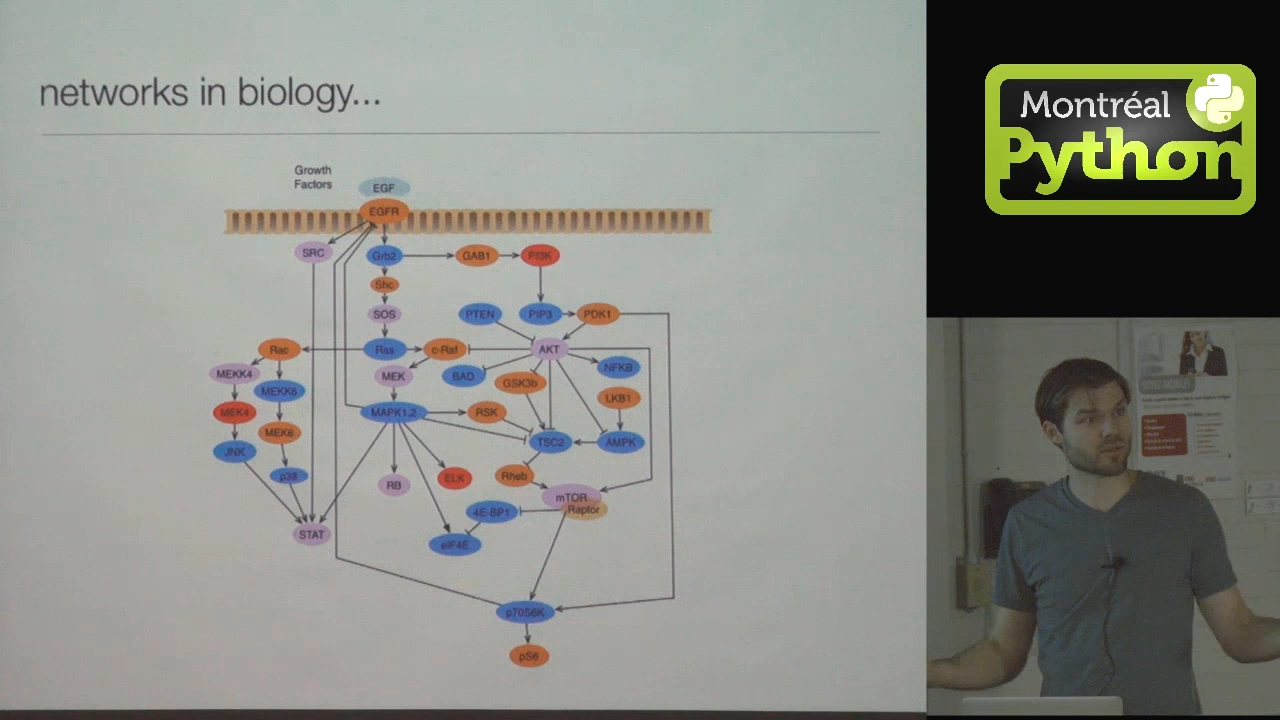 networks in biology...
Growth
Factors
EGF
EGFR
SRC
Grb2
GAB1
PI3K
Shc
SOS
PTEN
PIP3
PDK1
Rac
Ras
c-Raf
AKT
MEKK4
MEKK6
MEK
BAD
GSK3b
NFKB
LKB1
MEK4
MAPK1,2
RSK
MEK6
TSC2
AMPK
JNK
p38
RB
ELK
Rheb
mTOR
Raptor
4E-BP1
STAT
eIF4E
p70S6K
pS6
Montréal
Python